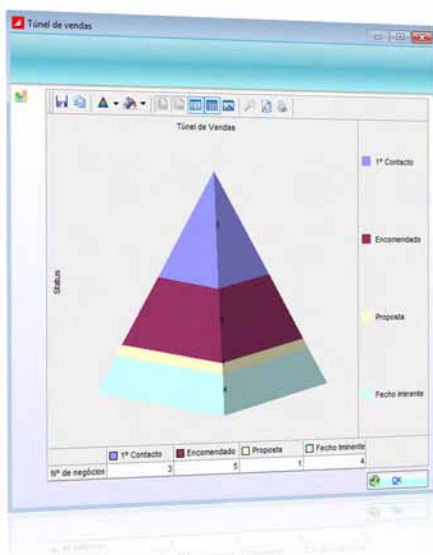 Túnel de vendas
Túnel de Vendas
1º Contacto
Encomendado
Proposta
Fecho Iminente
Status
1º Contacto Encomendado Proposta Fecho Iminente
Nº de negócios 3 5 1 4
OK